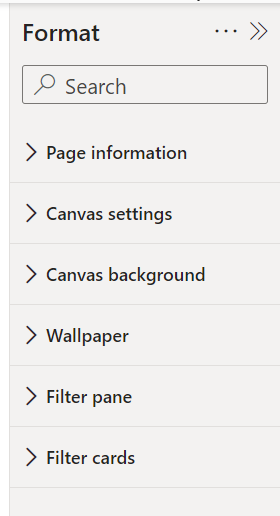 Format
Search
Page information
Canvas settings
Canvas background
Wallpaper
Filter pane
Filter cards